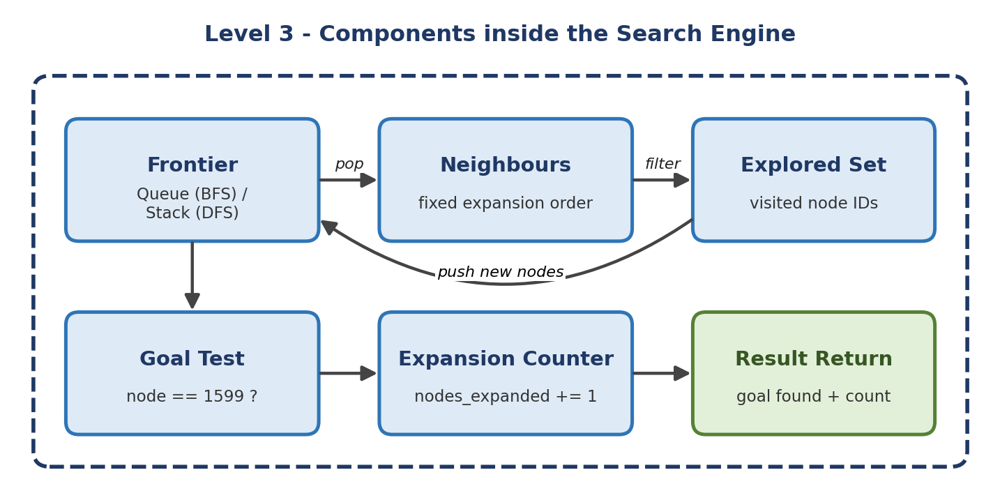 Level 3 - Components inside the Search Engine
Frontier
Queue (BFS) /
Stack (DFS)
pop
Neighbours
fixed expansion order
filter
Explored Set
visited node IDs
push new nodes
Goal Test
node == 1599 ?
Expansion Counter
nodes_expanded += 1
Result Return
goal found + count